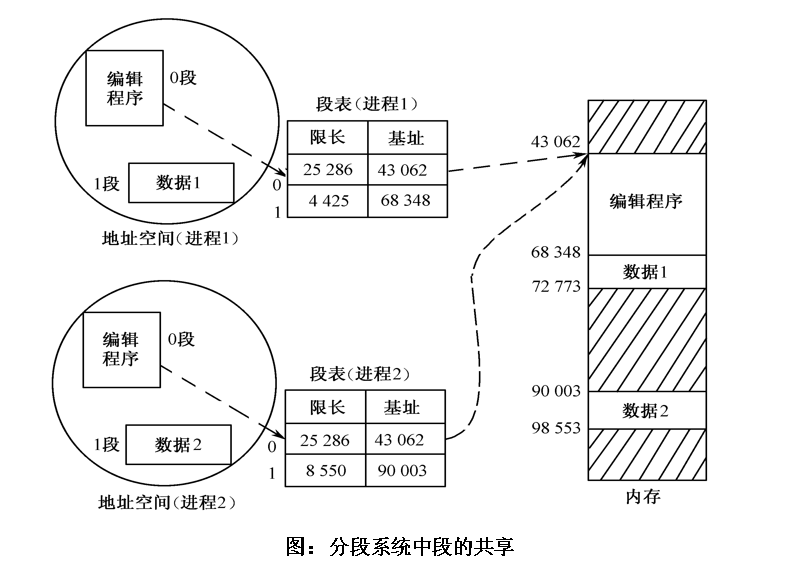 编辑
程序
0段
1段
数据1
地址空间(进程1)
段表(进程1)
限长 基址
0 25 286 43 062
1 4 425 68 348
编辑
程序
0段
1段
数据2
地址空间(进程2)
段表(进程2)
限长 基址
0 25 286 43 062
1 8 550 90 003
43 062
编辑程序
68 348
数据1
72 773
90 003
数据2
98 553
内存
图：分段系统中段的共享